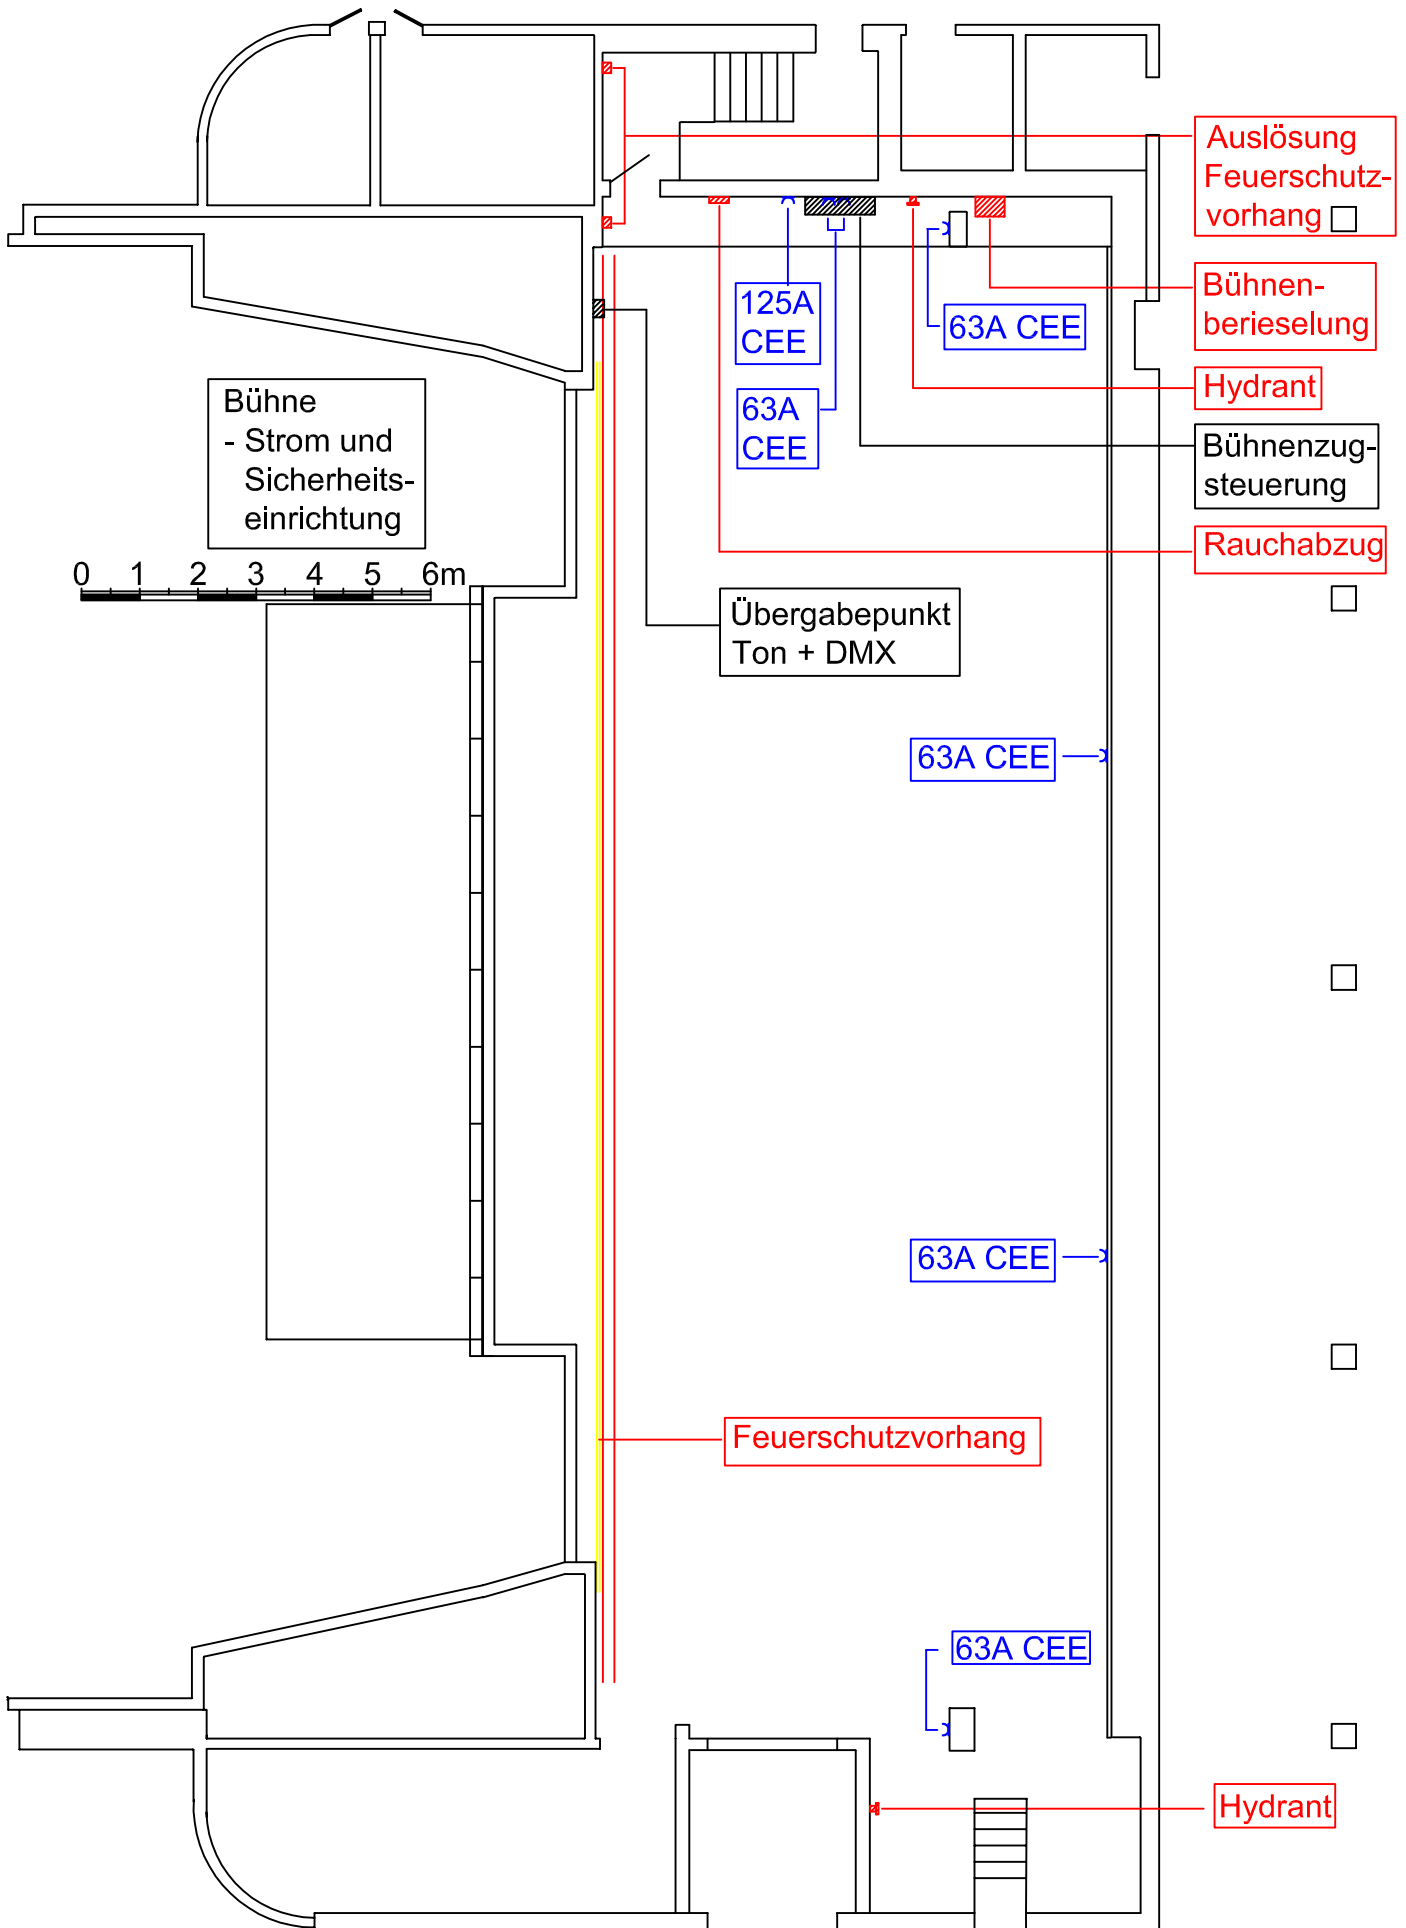 Auslösung
Feuerschutz-
vorhang
125A
CEE
63A CEE
Bühnen-
berieselung
Hydrant
63A
CEE
Bühne
- Strom und
Sicherheits-
einrichtung
Bühnenzug-
steuerung
Rauchabzug
0 1 2 3 4 5 6m
Übergabepunkt
Ton + DMX
63A CEE
63A CEE
Feuerschutzvorhang
63A CEE
Hydrant